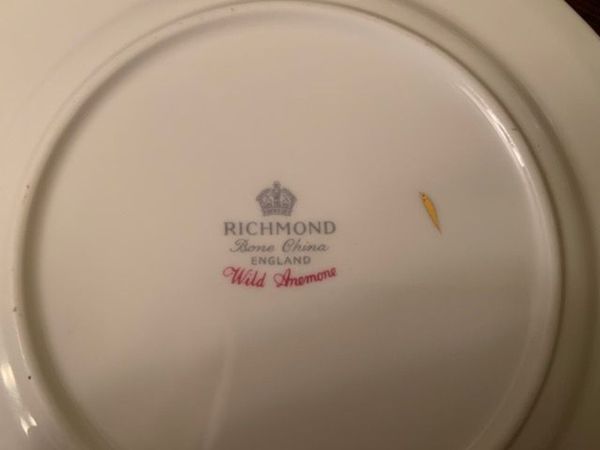 RICHMOND
Bone China
ENGLAND
Wild Anemone